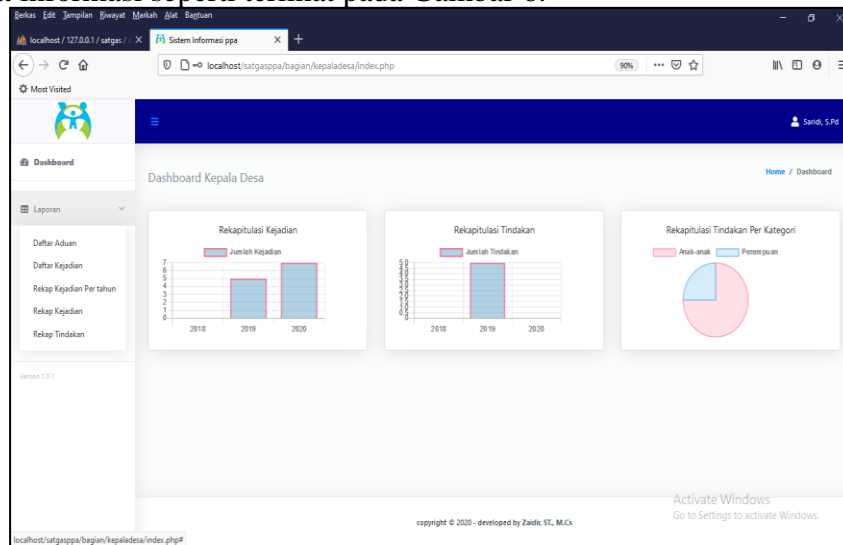 Berkas Edit Tampilan Riwayat Markah Alat Bantuan
localhost / 127.0.0.1 / satgas /
Sistem Informasi ppa
localhost/satgasppa/bagian/kepaladesa/index.php
90%
Most Visited
Saridi, S.Pd
Dashboard
Dashboard Kepala Desa
Home / Dashboard
Laporan
Daftar Aduan
Daftar Kejadian
Rekap Kejadian Per tahun
Rekap Kejadian
Rekap Tindakan
Version 1.0.1
Rekapitulasi Kejadian
Jumlah Kejadian
7
6
5
4
3
2
1
0
2018 2019 2020
Rekapitulasi Tindakan
Jumlah Tindakan
5.0
2018 2019 2020
Rekapitulasi Tindakan Per Kategori
Anak-anak Perempuan
Activate Windows
Go to Settings to activate Windows.
copyright © 2020 - developed by Zaidir, ST., M.Cs
localhost/satgasppa/bagian/kepaladesa/index.php#